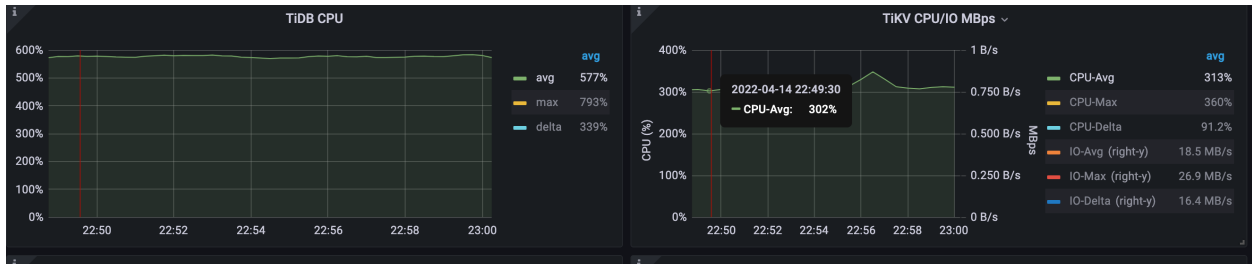 TiDB CPU
600%
500%
400%
300%
200%
100%
0%
22:50
22:52
22:54
22:56
22:58
23:00
avg
avg 577%
max 793%
delta 339%
TiKV CPU/IO MBps
CPU (%)
400%
300%
200%
100%
0%
2022-04-14 22:49:30
CPU-Avg: 302%
1 B/s
0.750 B/s
0.500 B/s
0.250 B/s
0 B/s
MBps
22:50
22:52
22:54
22:56
22:58
23:00
avg
CPU-Avg 313%
CPU-Max 360%
CPU-Delta 91.2%
IO-Avg (right-y) 18.5 MB/s
IO-Max (right-y) 26.9 MB/s
IO-Delta (right-y) 16.4 MB/s